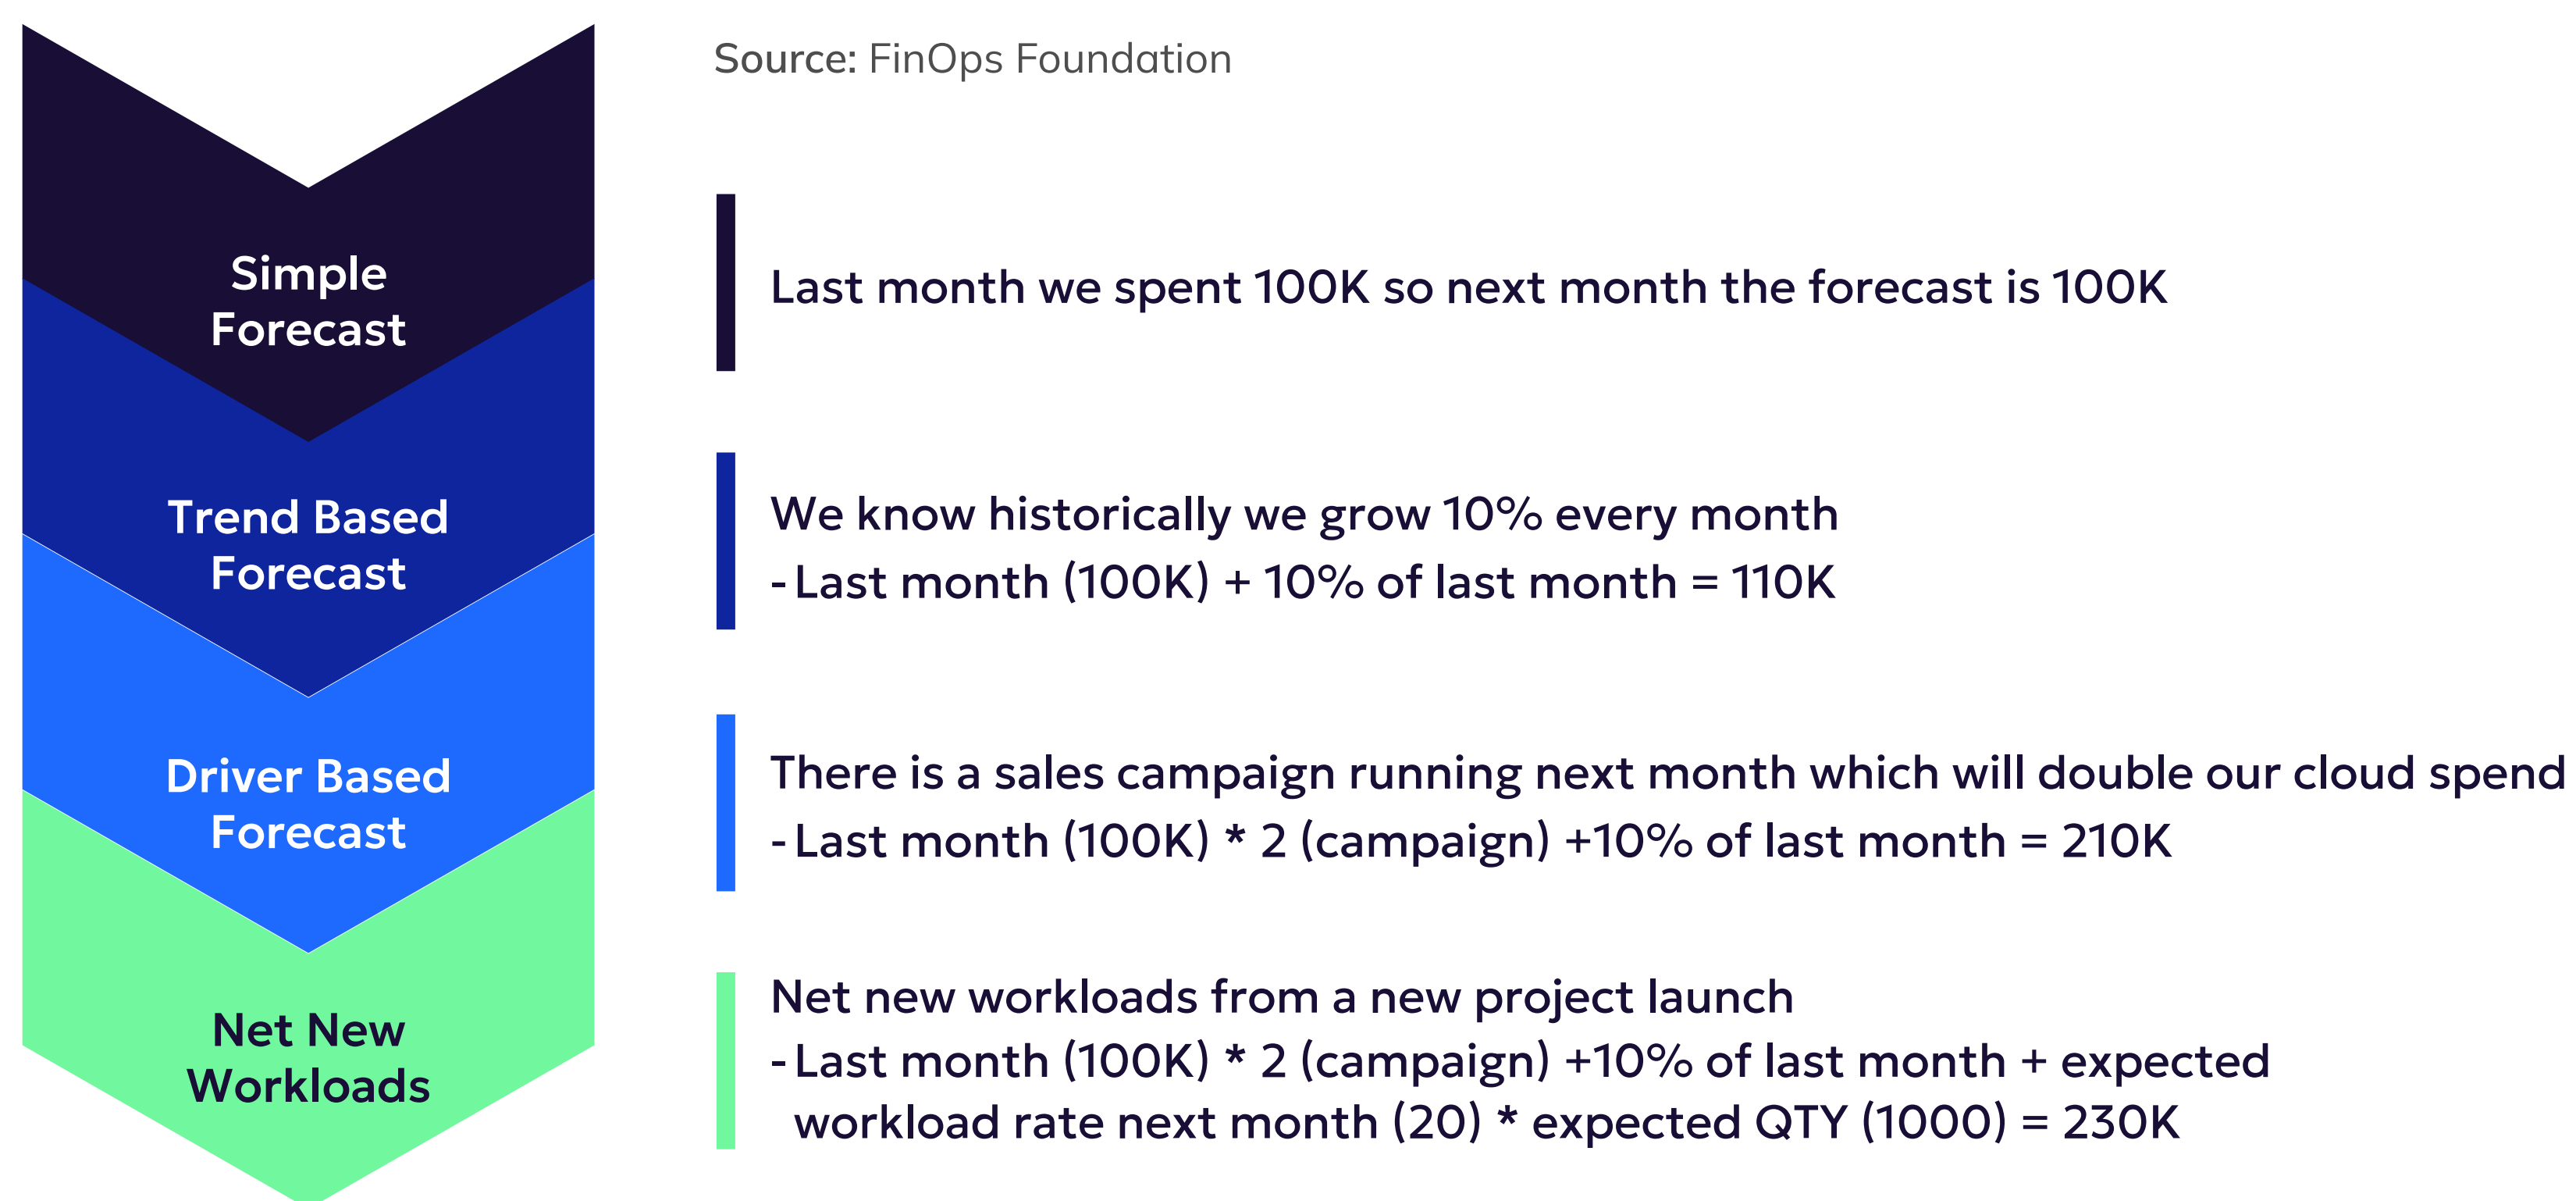 Source: FinOps Foundation
Simple
Forecast
Last month we spent 100K so next month the forecast is 100K
Trend Based
Forecast
We know historically we grow 10% every month
- Last month (100K) + 10% of last month = 110K
Driver Based
Forecast
There is a sales campaign running next month which will double our cloud spend
- Last month (100K) * 2 (campaign) +10% of last month = 210K
Net New
Workloads
Net new workloads from a new project launch
- Last month (100K) * 2 (campaign) +10% of last month + expected
workload rate next month (20) * expected QTY (1000) = 230K